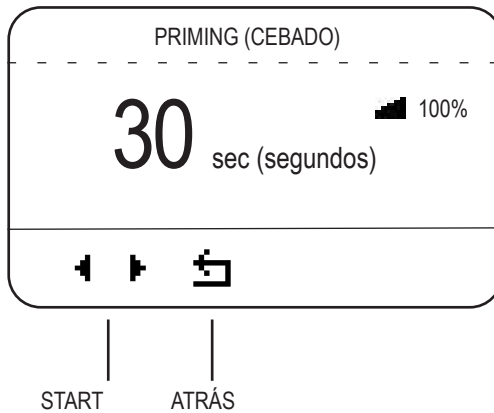 PRIMING (CEBADO)
100%
30 sec (segundos)
START ATRÁS